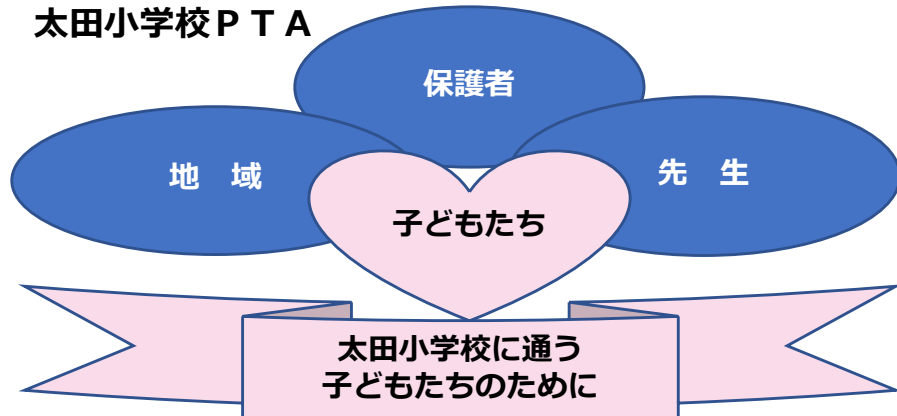 太田小学校ＰＴＡ
保護者
地　域
先　生
子どもたち
太田小学校に通う
子どもたちのために